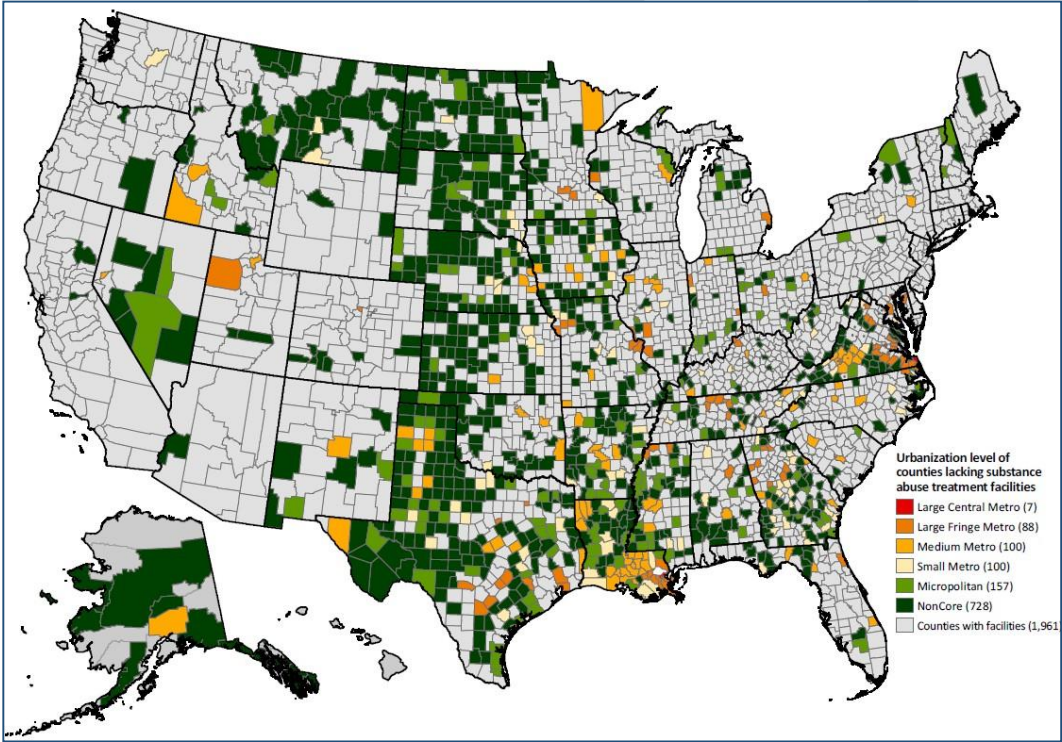 Urbanization level of
counties lacking substance
abuse treatment facilities
Large Central Metro (7)
Large Fringe Metro (88)
Medium Metro (100)
Small Metro (100)
Micropolitan (157)
NonCore (728)
Counties with facilities (1,961)